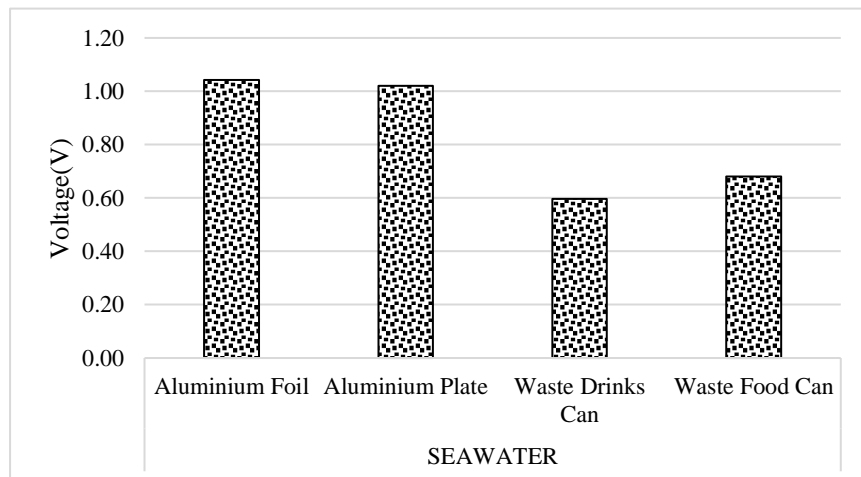 1.20
1.00
0.80
0.60
0.40
0.20
0.00
Voltage(V)
Aluminium Foil
Aluminium Plate
Waste Drinks
Can
Waste Food Can
SEAWATER